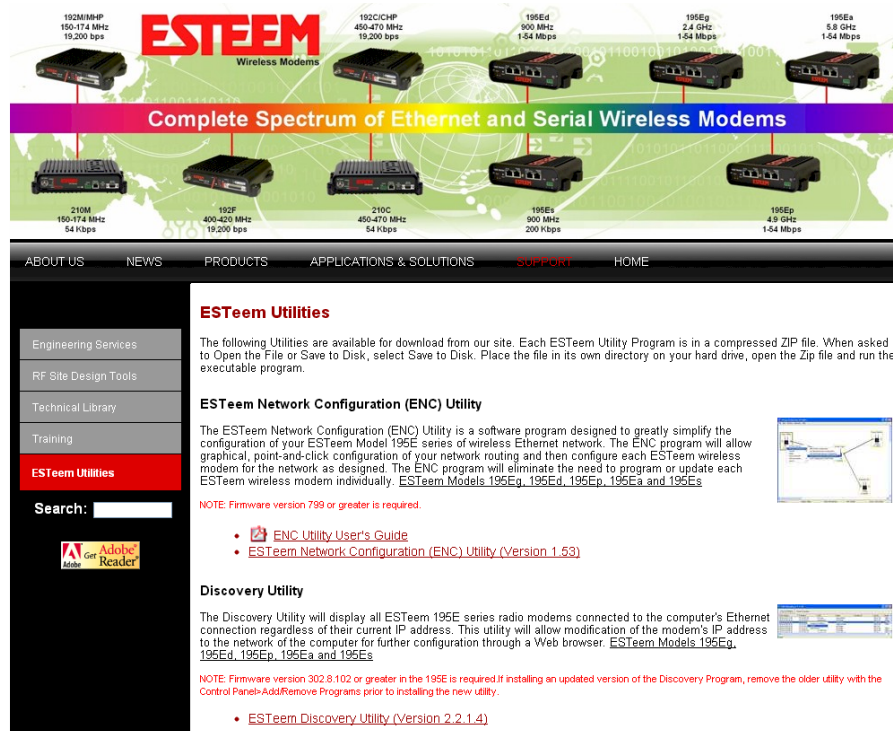 192M/MHP
150-174 MHz
19,200 bps
ESTEEM
Wireless Modems
192C/CHP
450-470 MHz
19,200 bps
195Ed
900 MHz
1-54 Mbps
195Eg
2.4 GHz
1-54 Mbps
195Ea
5.8 GHz
1-54 Mbps
Complete Spectrum of Ethernet and Serial Wireless Modems
210M
150-174 MHz
54 Kbps
192F
400-420 MHz
19,200 bps
210C
450-470 MHz
54 Kbps
195Es
900 MHz
200 Kbps
195Ep
4.9 GHz
1-54 Mbps
ABOUT US NEWS PRODUCTS APPLICATIONS & SOLUTIONS SUPPORT HOME
Engineering Services
RF Site Design Tools
Technical Library
Training
ESTeem Utilities
Search:
Adobe
Get Adobe®
Reader®
ESTeem Utilities
The following Utilities are available for download from our site. Each ESTeem Utility Program is in a compressed ZIP file. When asked
to Open the File or Save to Disk, select Save to Disk. Place the file in its own directory on your hard drive, open the Zip file and run the
executable program.
ESTeem Network Configuration (ENC) Utility
The ESTeem Network Configuration (ENC) Utility is a software program designed to greatly simplify the
configuration of your ESTeem Model 195E series of wireless Ethernet network. The ENC program will allow
graphical, point-and-click configuration of your network routing and then configure each ESTeem wireless
modem for the network as designed. The ENC program will eliminate the need to program or update each
ESTeem wireless modem individually. ESTeem Models 195Eg, 195Ed, 195Ep, 195Ea and 195Es
NOTE: Firmware version 799 or greater is required.
• ENC Utility User's Guide
• ESTeem Network Configuration (ENC) Utility (Version 1.53)
Discovery Utility
The Discovery Utility will display all ESTeem 195E series radio modems connected to the computer's Ethernet
connection regardless of their current IP address. This utility will allow modification of the modem's IP address
to the network of the computer for further configuration through a Web browser. ESTeem Models 195Eg,
195Ed, 195Ep, 195Ea and 195Es
NOTE: Firmware version 302.8.102 or greater in the 195E is required.If installing an updated version of the Discovery Program, remove the older utility with the
Control Panel>Add/Remove Programs prior to installing the new utility.
• ESTeem Discovery Utility (Version 2.2.1.4)